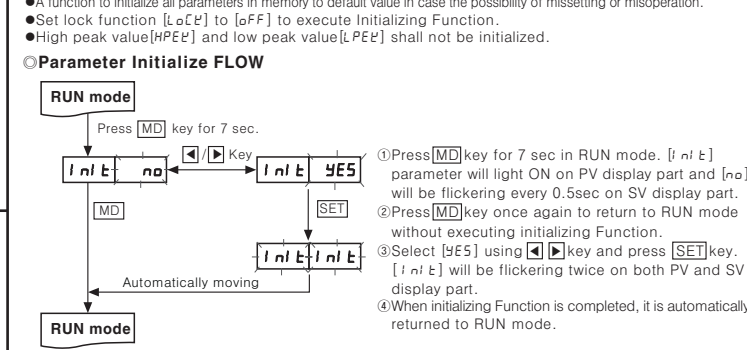 ●A function to initialize all parameters in memory to default value in case the possibility of missetting or misoperation.
●Set lock function [LoCK] to [oFF] to execute Initializing Function.
●High peak value[HPEK] and low peak value[LPEK] shall not be initialized.
◎Parameter Initialize FLOW
RUN mode
Press MD key for 7 sec.
InIt no
◀/▶ Key
InIt YES
MD
SET
InIt InIt
Automatically moving
RUN mode
①Press MD key for 7 sec in RUN mode. [InIt]
parameter will light ON on PV display part and [no]
will be flickering every 0.5sec on SV display part.
②Press MD key once again to return to RUN mode
without executing initializing Function.
③Select [YES] using ◀ ▶ key and press SET key.
[InIt] will be flickering twice on both PV and SV
display part.
④When initializing Function is completed, it is automatically
returned to RUN mode.